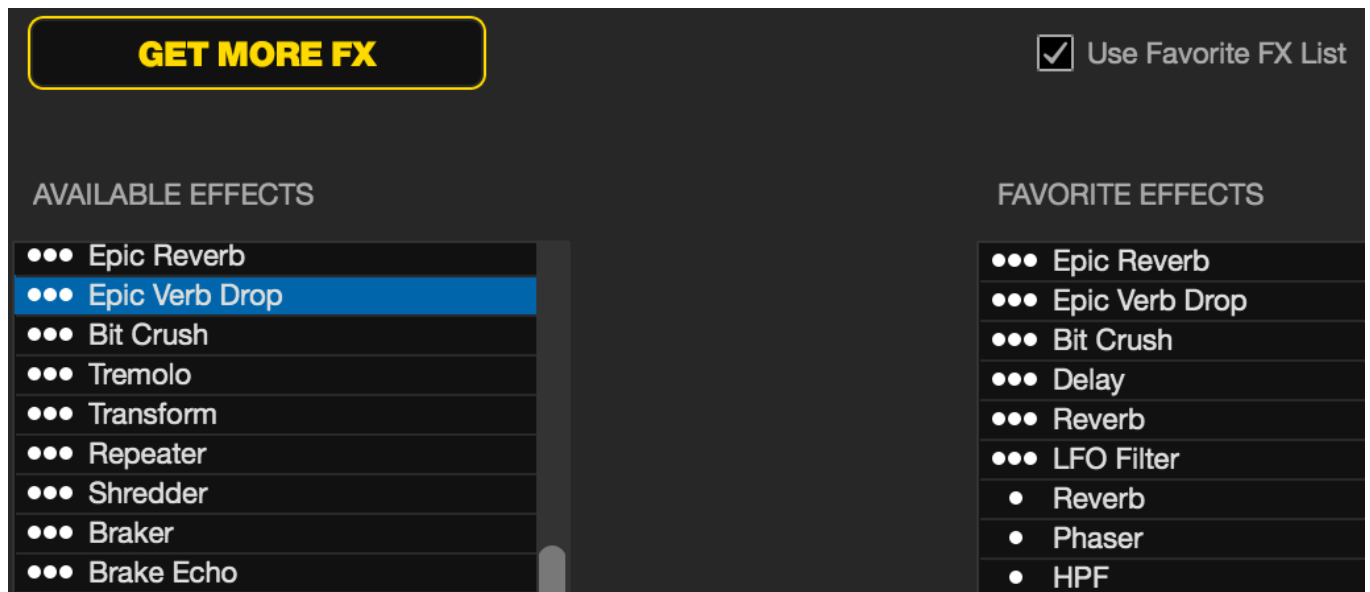 GET MORE FX
Use Favorite FX List
AVAILABLE EFFECTS
Epic Reverb
Epic Verb Drop
Bit Crush
Tremolo
Transform
Repeater
Shredder
Braker
Brake Echo
FAVORITE EFFECTS
Epic Reverb
Epic Verb Drop
Bit Crush
Delay
Reverb
LFO Filter
Reverb
Phaser
HPF